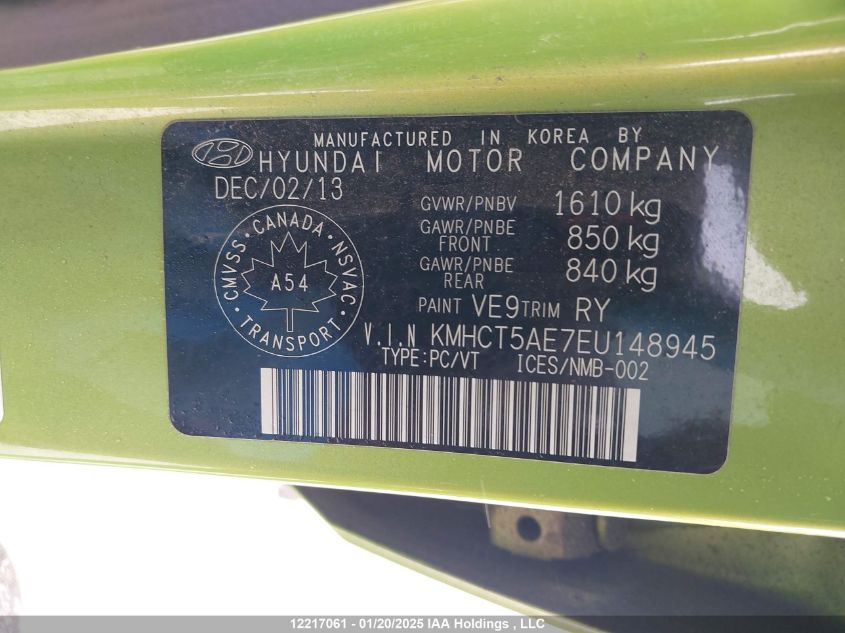 MANUFACTURED IN KOREA BY
HYUNDAI MOTOR COMPANY
DEC/02/13
GVWR/PNBV 1610 kg
GAWR/PNBE FRONT 850 kg
GAWR/PNBE REAR 840 kg
CANADA • NSVAC • TRANSPORT • CMVSS •
A54
PAINT VE9 TRIM RY
V.I.N KMHCT5AE7EU148945
TYPE:PC/VT ICES/NMB-002
12217061 - 01/20/2025 IAA Holdings , LLC